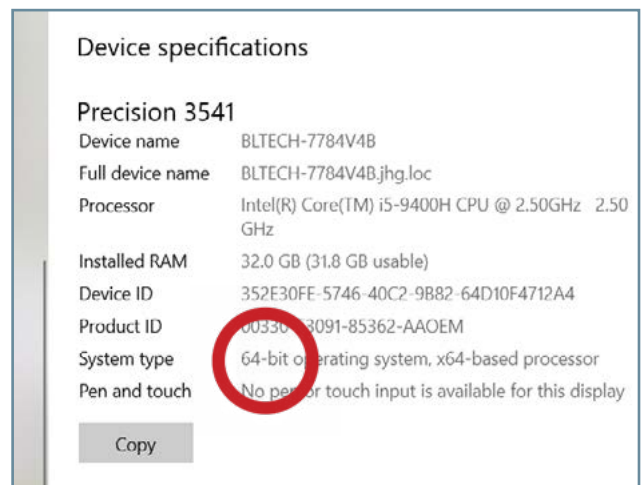 Device specifications
Precision 3541
Device name BLTECH-7784V4B
Full device name BLTECH-7784V4B.jhg.loc
Processor Intel(R) Core(TM) i5-9400H CPU @ 2.50GHz 2.50
GHz
Installed RAM 32.0 GB (31.8 GB usable)
Device ID 352E30FE-5746-40C2-9B82-64D10F4712A4
Product ID
System type 64-bit operating system, x64-based processor
Pen and touch No pen or touch input is available for this display
Copy